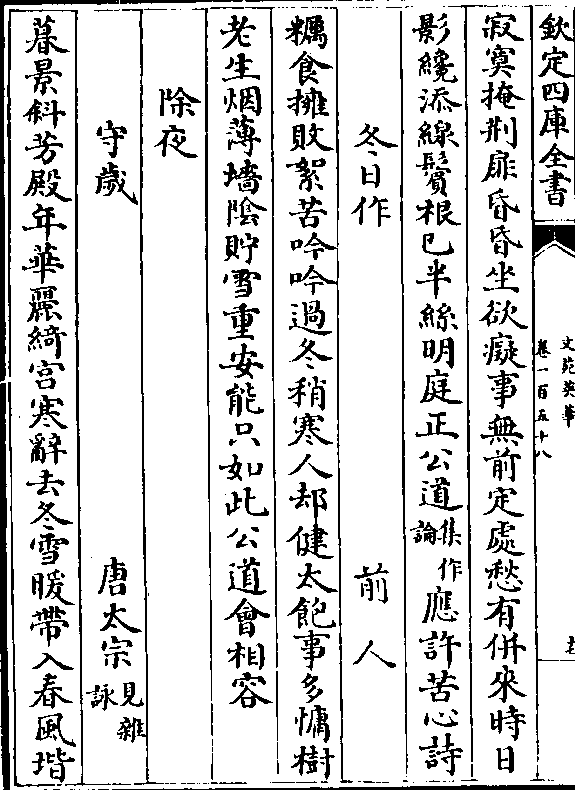 欽定四庫全書
文苑英華
卷一百五十八
寂寞掩荆扉昏昏坐欲癡事無前定處愁有併來時日
影纔添線鬢根已半絲明庭正公道集作論應許苦心詩
冬日作 前人
糲食擁敗絮苦吟吟過冬稍寒人却健太飽事多慵樹
老生烟薄墻陰貯雪重安能只如此公道會相容
除夜
守歲 唐太宗見雜詠
暮景斜芳殿年華麗綺宮寒辭去冬雪暖帶入春風堦